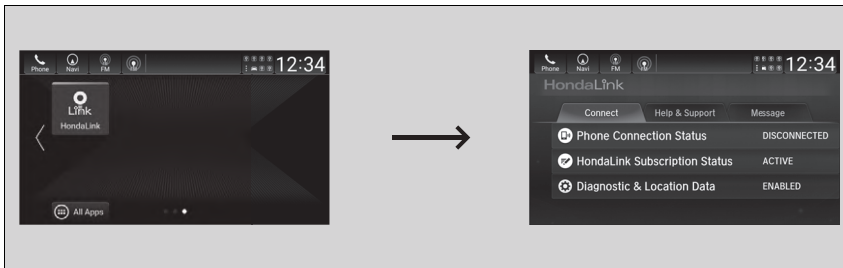 Phone Navi FM 12:34
Link
HondaLink
All Apps
Phone Navi FM 12:34
HondaLink
Connect Help & Support Message
Phone Connection Status DISCONNECTED
HondaLink Subscription Status ACTIVE
Diagnostic & Location Data ENABLED